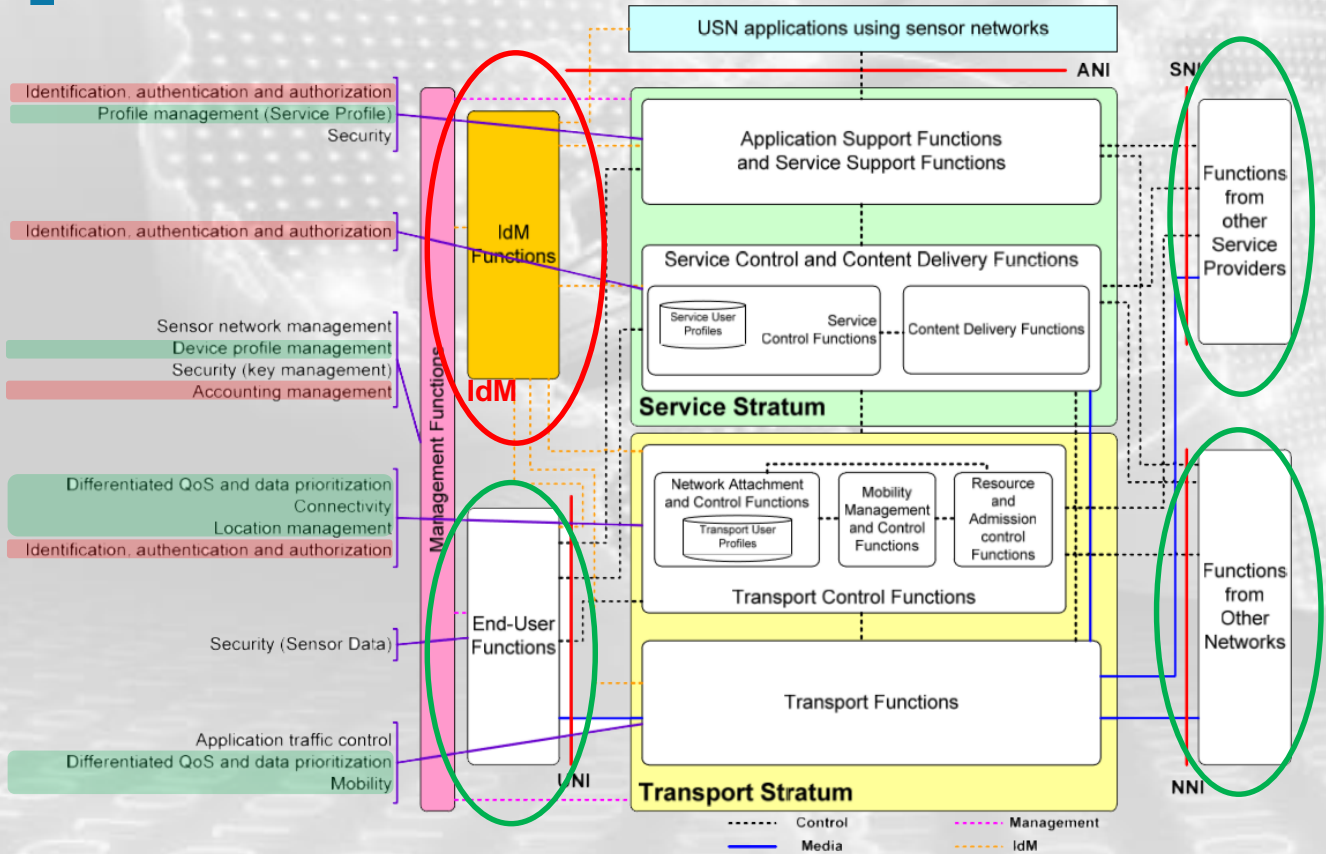 USN applications using sensor networks
ANI
SNI
Identification, authentication and authorization
Profile management (Service Profile)
Security
Identification, authentication and authorization
Sensor network management
Device profile management
Security (key management)
Accounting management
Differentiated QoS and data prioritization
Connectivity
Location management
Identification, authentication and authorization
Security (Sensor Data)
Application traffic control
Differentiated QoS and data prioritization
Mobility
Management Functions
IdM
Functions
IdM
End-User
Functions
UNI
Application Support Functions
and Service Support Functions
Service Control and Content Delivery Functions
Service User
Profiles
Service
Control Functions
Content Delivery Functions
Service Stratum
Network Attachment
and Control Functions
Transport User
Profiles
Mobility
Management
and Control
Functions
Resource
and
Admission
control
Functions
Transport Control Functions
Transport Functions
Transport Stratum
Functions
from
other
Service
Providers
Functions
from
Other
Networks
NNI
Control
Management
Media
IdM